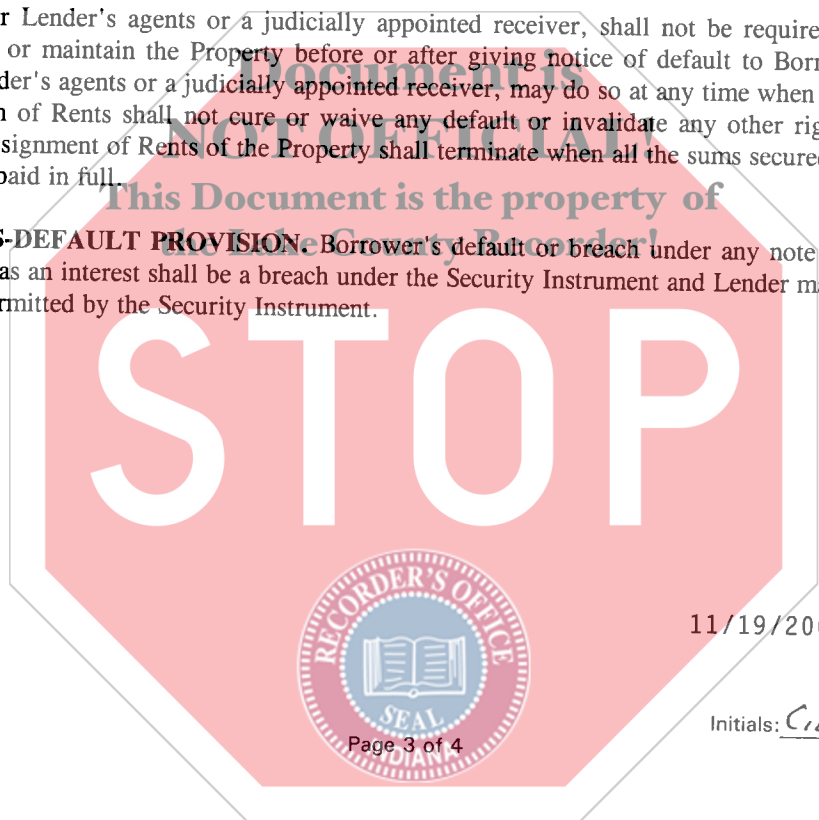 r Lender's agents or a judicially appointed receiver, shall not be require
or maintain the Property before or after giving notice of default to Borr
der's agents or a judicially appointed receiver, may do so at any time when
n of Rents shall not cure or waive any default or invalidate any other rig
signment of Rents of the Property shall terminate when all the sums secured
paid in full.
Document is
NOT OFFICIAL!
This Document is the property of
the Lake County Recorder!
S-DEFAULT PROVISION. Borrower's default or breach under any note
as an interest shall be a breach under the Security Instrument and Lender ma
rmitted by the Security Instrument.
STOP
RECORDER'S OFFICE
SEAL
INDIANA
11/19/200
Initials:
Page 3 of 4